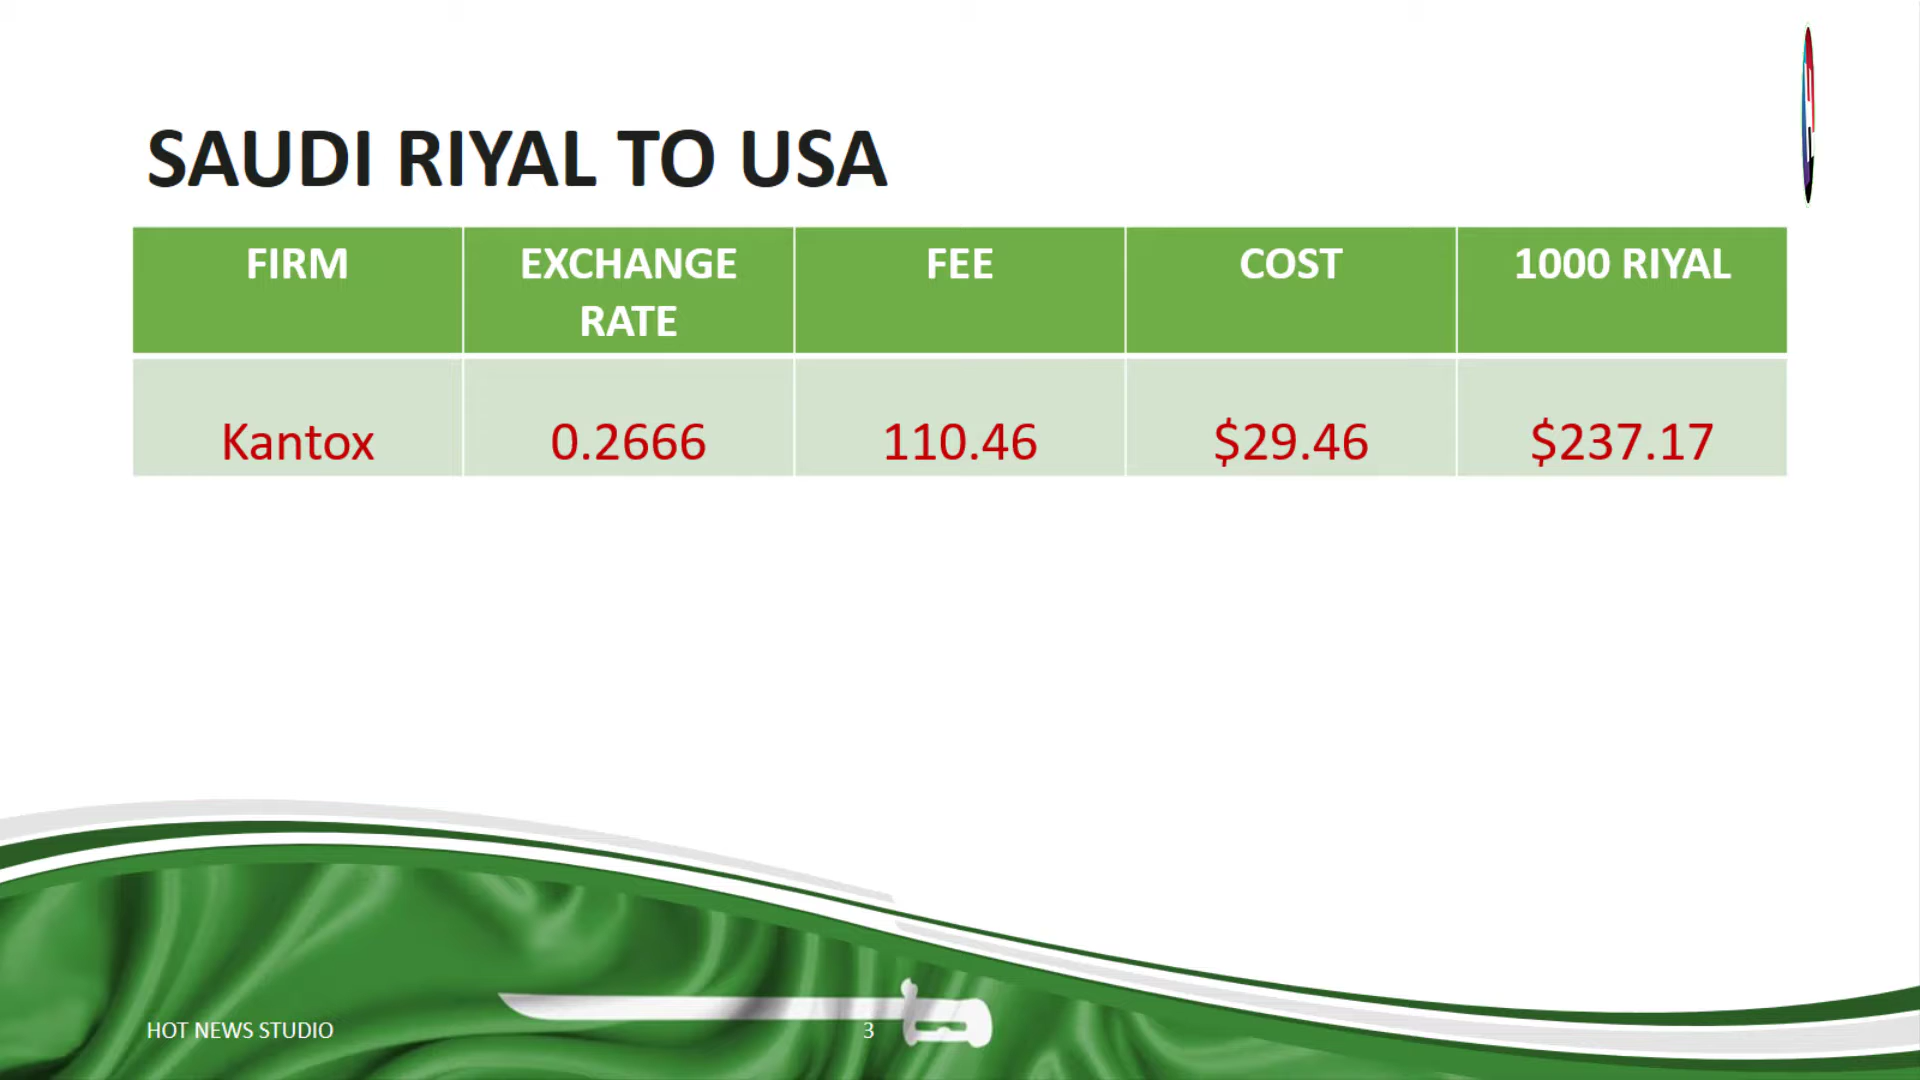 SAUDI RIYAL TO USA
FIRM
EXCHANGE
RATE
FEE
COST
1000 RIYAL
Kantox
0.2666
110.46
$29.46
$237.17
HOT NEWS STUDIO
3